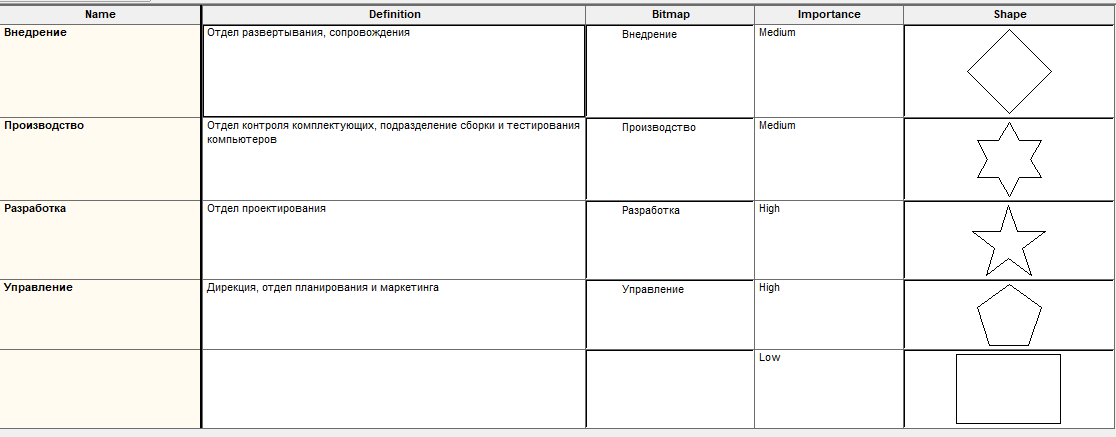 Name Definition Bitmap Importance Shape
Внедрение Отдел развертывания, сопровождения Внедрение Medium
Производство Отдел контроля комплектующих, подразделение сборки и тестирования Производство Medium
компьютеров
Разработка Отдел проектирования Разработка High
Управление Дирекция, отдел планирования и маркетинга Управление High
Low